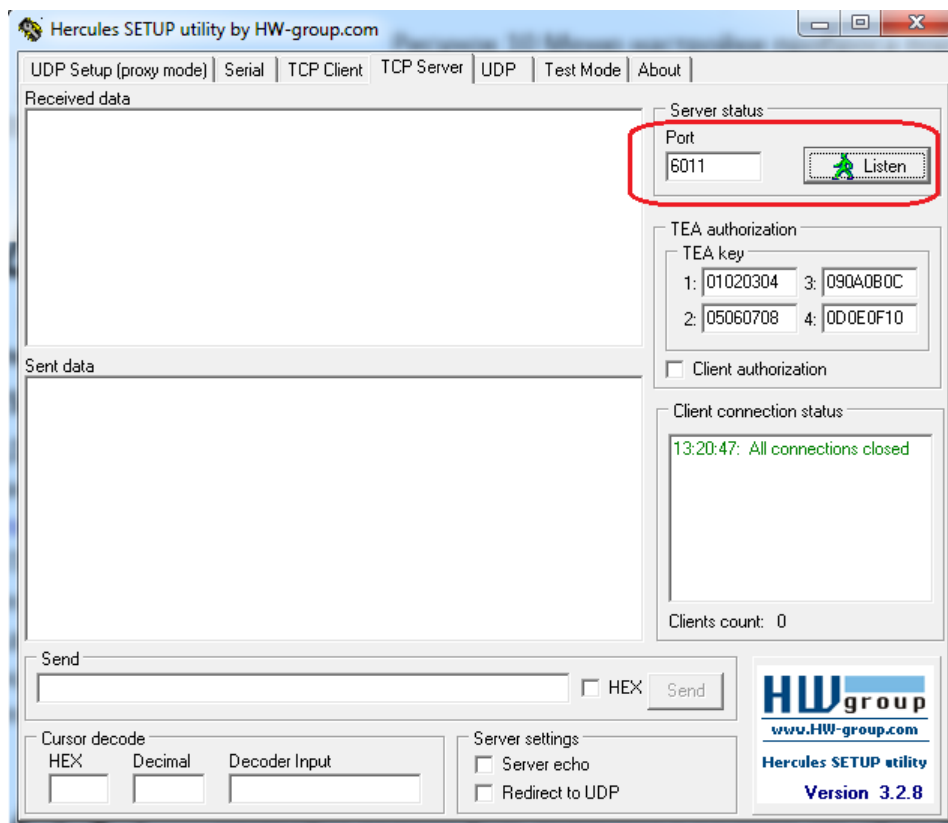 Hercules SETUP utility by HW-group.com
UDP Setup (proxy mode) Serial TCP Client TCP Server UDP Test Mode About
Received data
Server status
Port
6011 Listen
TEA authorization
TEA key
1: 01020304 3: 090A0B0C
2: 05060708 4: 0D0E0F10
Client authorization
Sent data
Client connection status
13:20:47: All connections closed
Clients count: 0
Send
HEX Send
Cursor decode
HEX Decimal Decoder Input
Server settings
Server echo
Redirect to UDP
HWgroup
www.HW-group.com
Hercules SETUP utility
Version 3.2.8